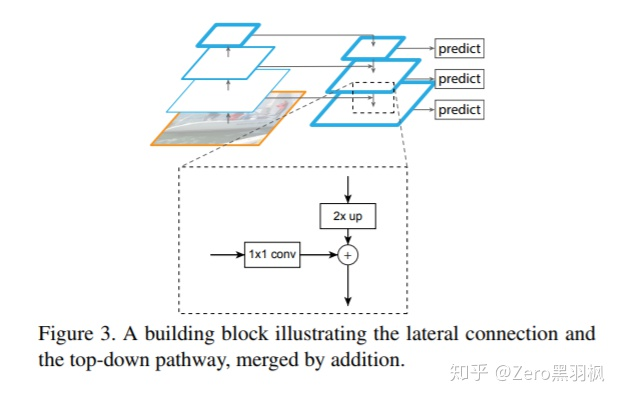 predict
predict
predict
2x up
1x1 conv
+
Figure 3. A building block illustrating the lateral connection and
the top-down pathway, merged by addition.
知乎 @Zero黑羽枫